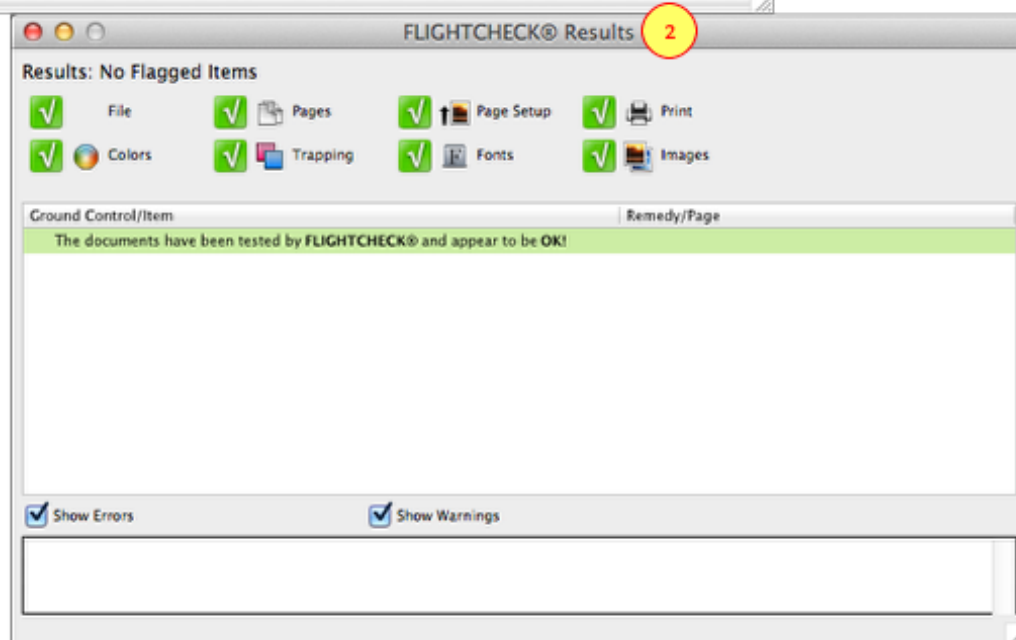 FLIGHTCHECK® Results 2
Results: No Flagged Items
File Pages Page Setup Print
Colors Trapping Fonts Images
Ground Control/Item Remedy/Page
The documents have been tested by FLIGHTCHECK® and appear to be OK!
Show Errors Show Warnings